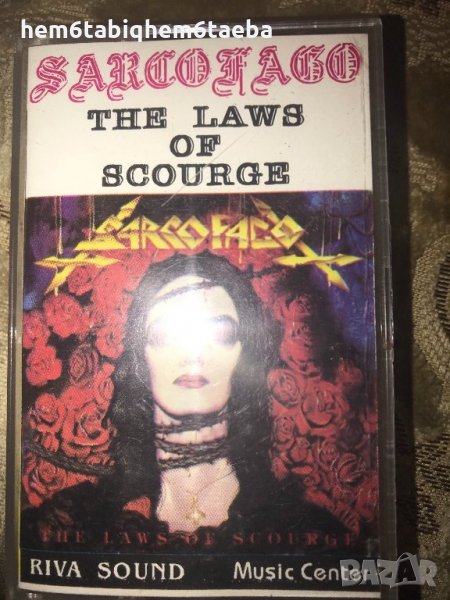 hem6tabiqhem6taeba
SARCOFAGO
THE LAWS
OF
SCOURGE
SARCOFAGO
THE LAWS OF SCOURGE
RIVA SOUND Music Center
BAZAR